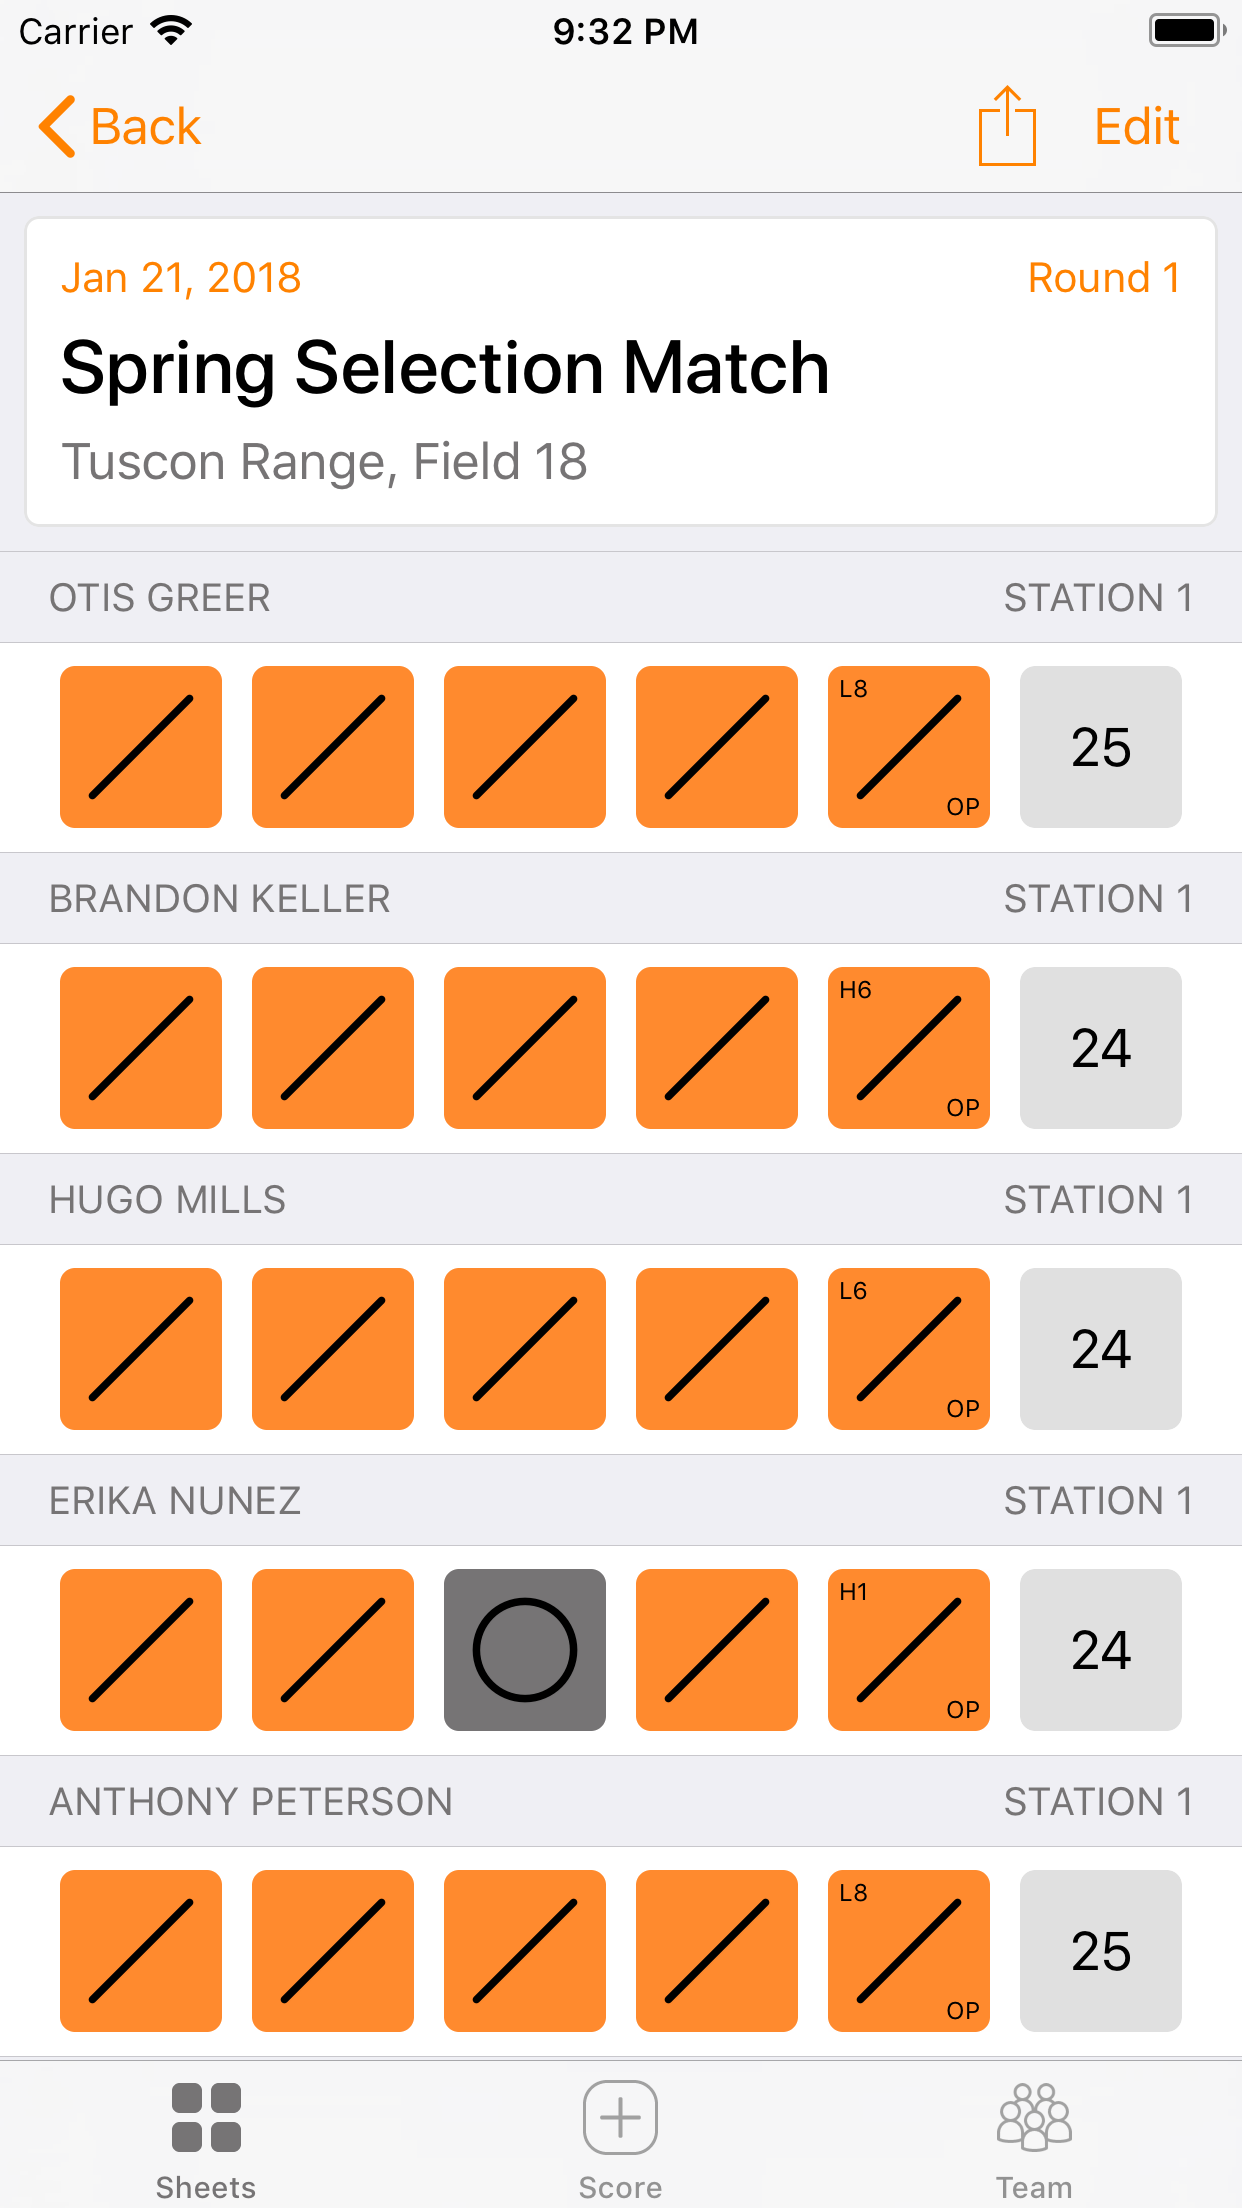 Carrier 9:32 PM
Back Edit
Jan 21, 2018 Round 1
Spring Selection Match
Tuscon Range, Field 18
OTIS GREER STATION 1
L8
OP
25
BRANDON KELLER STATION 1
H6
OP
24
HUGO MILLS STATION 1
L6
OP
24
ERIKA NUNEZ STATION 1
H1
OP
24
ANTHONY PETERSON STATION 1
L8
OP
25
Sheets Score Team